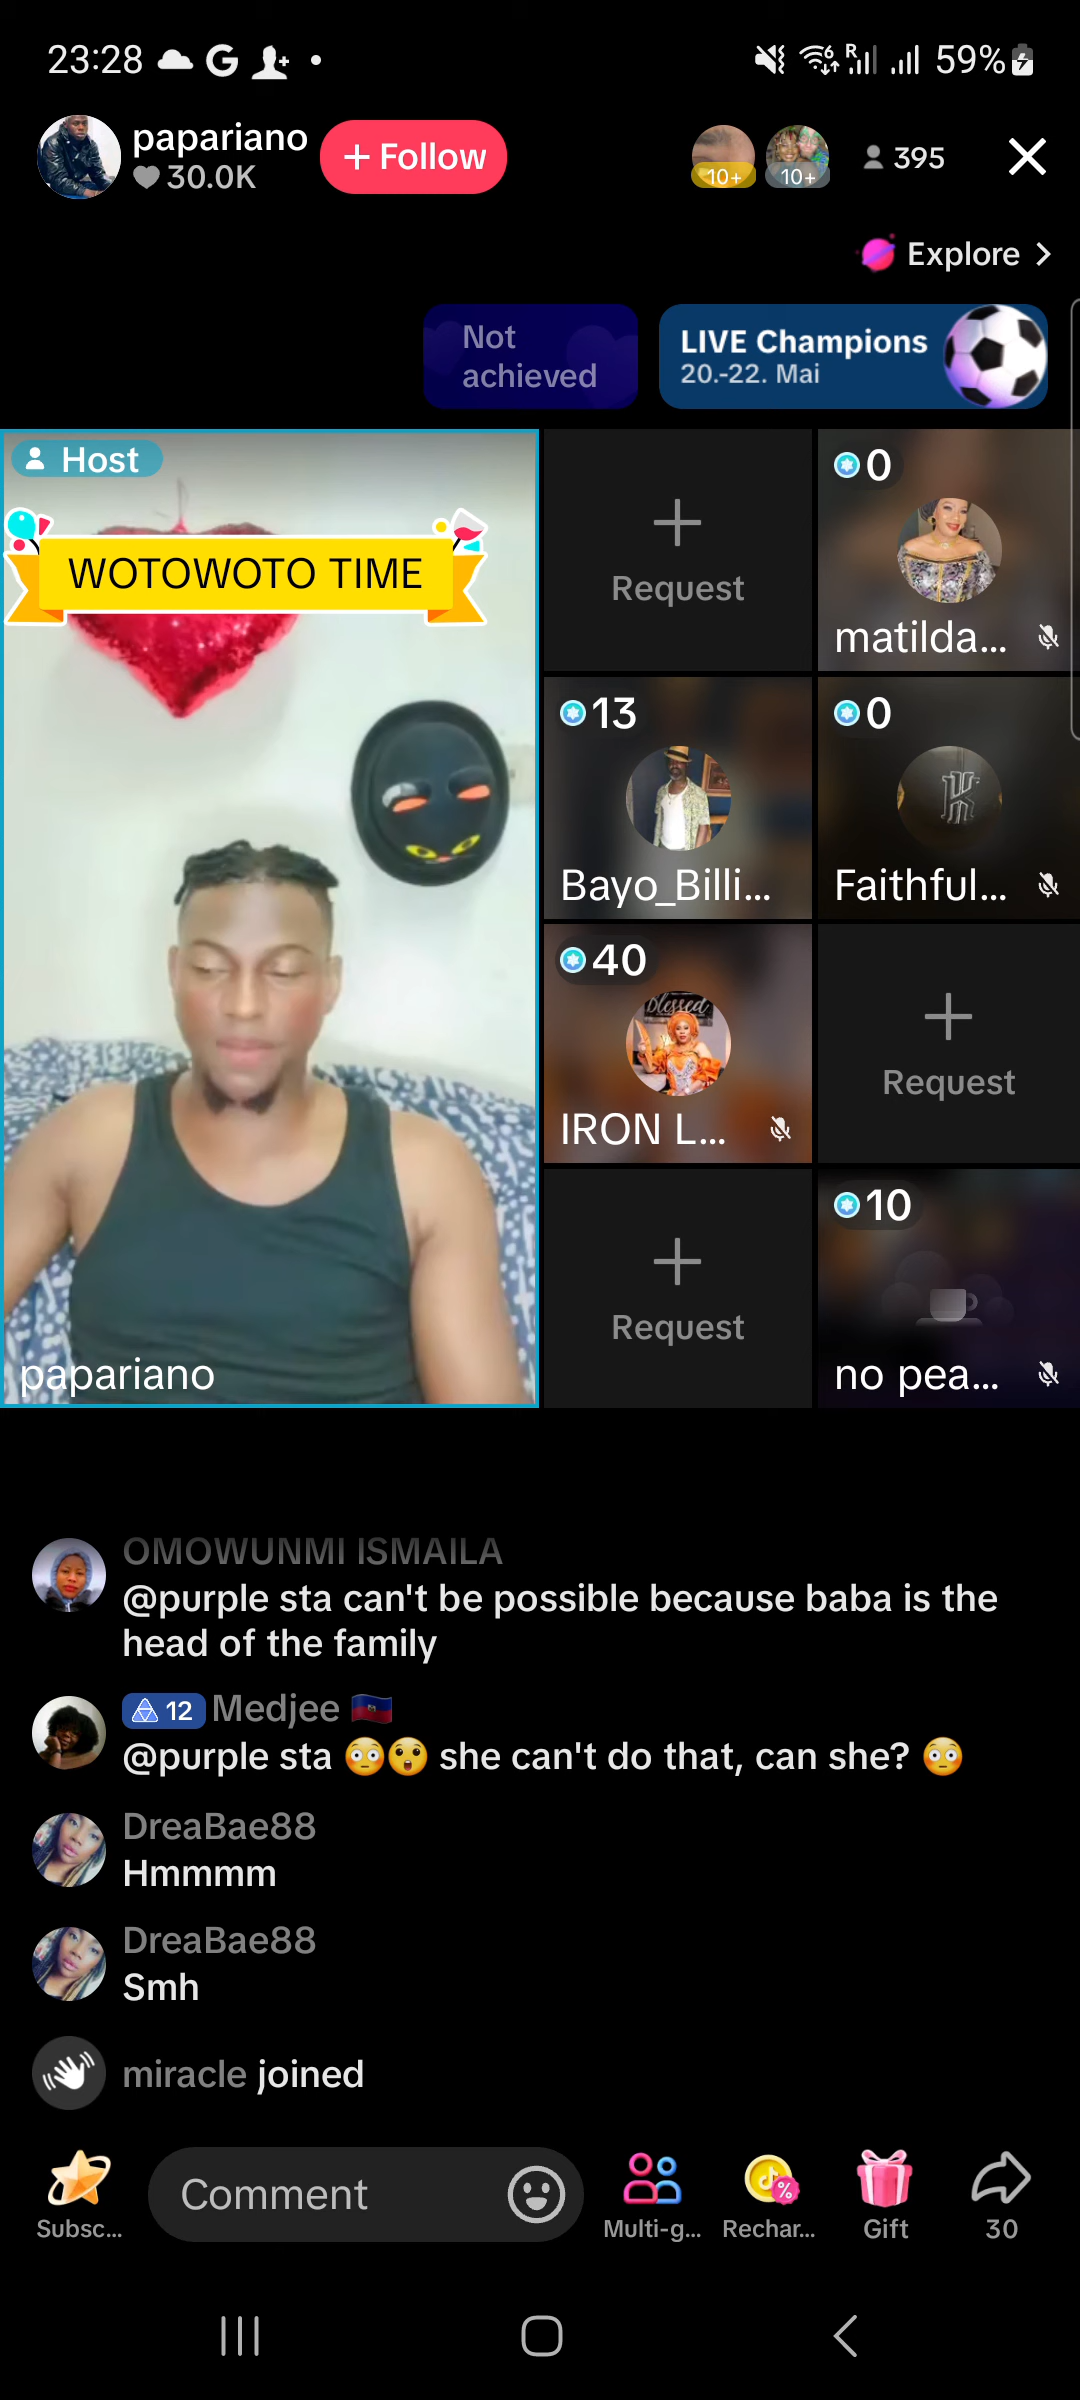 23:28
R
59%
papariano
30.0K
+ Follow
10+
10+
395
Explore
Not
achieved
LIVE Champions
20.-22. Mai
Host
WOTOWOTO TIME
papariano
Request
0
matilda...
13
Bayo_Billi...
0
K
Faithful...
40
Blessed
IRON L...
Request
Request
10
no pea...
OMOWUNMI ISMAILA
@purple sta can't be possible because baba is the
head of the family
12 Medjee 🇭🇹
@purple sta 😳😲 she can't do that, can she? 😳
DreaBae88
Hmmmm
DreaBae88
Smh
miracle joined
Subsc...
Comment
Multi-g...
Rechar...
Gift
30